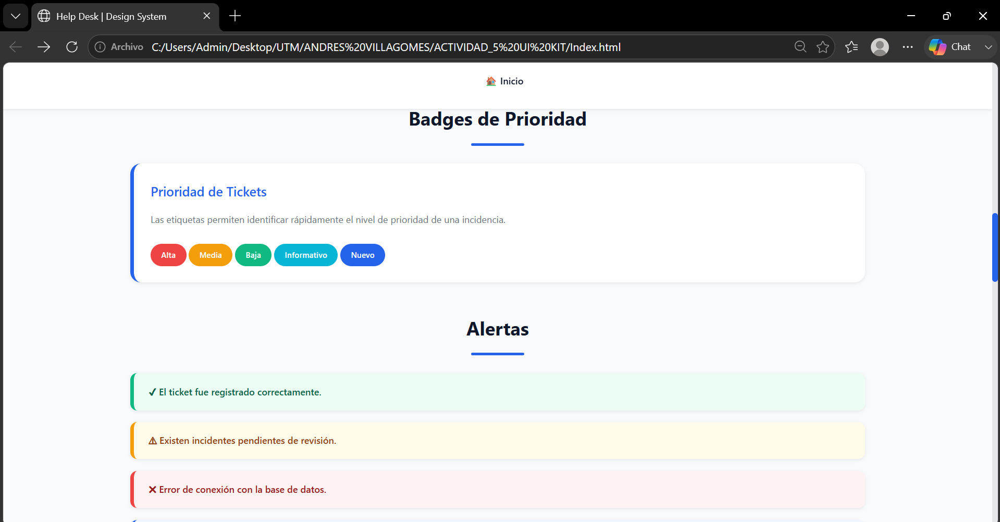 Help Desk | Design System
Archivo C:/Users/Admin/Desktop/UTM/ANDRES%20VILLAGOMES/ACTIVIDAD_5%20UI%20KIT/Index.html
Chat
🏠 Inicio
Badges de Prioridad
Prioridad de Tickets
Las etiquetas permiten identificar rápidamente el nivel de prioridad de una incidencia.
Alta Media Baja Informativo Nuevo
Alertas
✔ El ticket fue registrado correctamente.
⚠ Existen incidentes pendientes de revisión.
❌ Error de conexión con la base de datos.